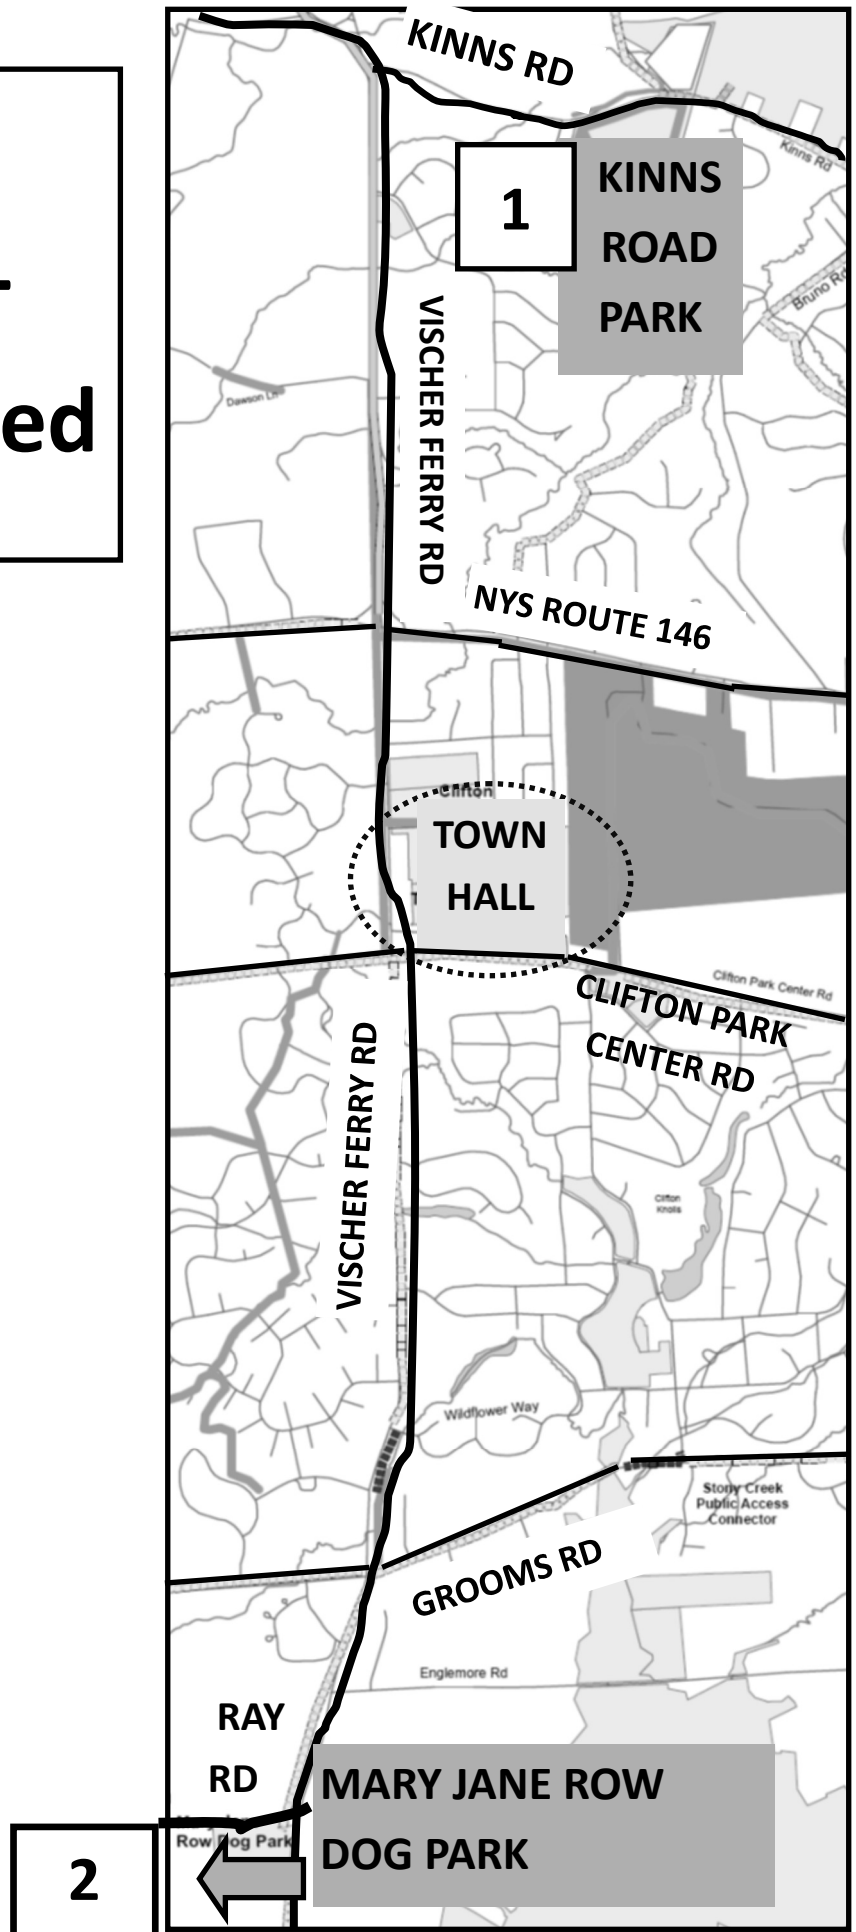 KINNS RD
Kinns Rd
1
KINNS
ROAD
PARK
Bruno Rd
VISCHER FERRY RD
Dawson Ln
ed
NYS ROUTE 146
Clifton
TOWN
HALL
Clifton Park Center Rd
CLIFTON PARK
CENTER RD
VISCHER FERRY RD
Clifton
Knolls
Wildflower Way
Stony Creek
Public Access
Connector
GROOMS RD
Englemore Rd
RAY
RD
MARY JANE ROW
DOG PARK
Row Dog Park
2